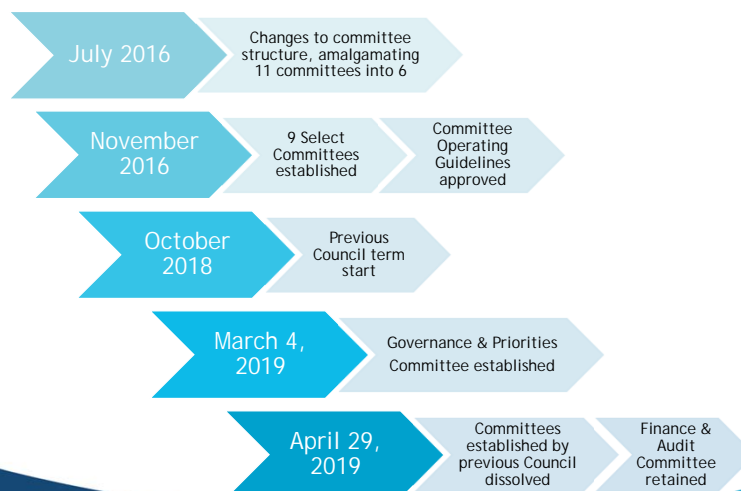 July 2016
Changes to committee
structure, amalgamating
11 committees into 6
November
2016
9 Select
Committees
established
Committee
Operating
Guidelines
approved
October
2018
Previous
Council term
start
March 4,
2019
Governance & Priorities
Committee established
April 29,
2019
Committees
established by
previous Council
dissolved
Finance &
Audit
Committee
retained